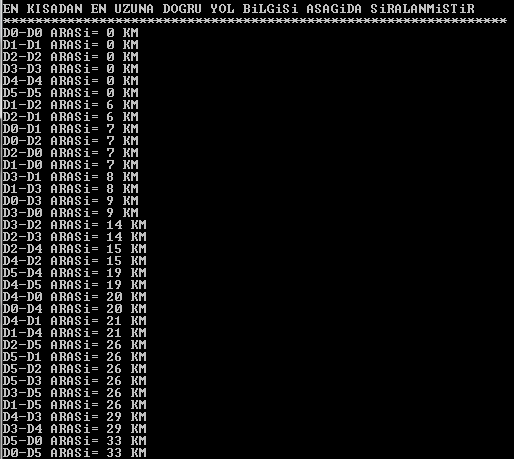 EN KISADAN EN UZUNA DOGRU YOL BiLGiSi ASAGiDA SiRALANMiSTiR
***************************************************************
D0-D0 ARASi= 0 KM
D1-D1 ARASi= 0 KM
D2-D2 ARASi= 0 KM
D3-D3 ARASi= 0 KM
D4-D4 ARASi= 0 KM
D5-D5 ARASi= 0 KM
D1-D2 ARASi= 6 KM
D2-D1 ARASi= 6 KM
D0-D1 ARASi= 7 KM
D0-D2 ARASi= 7 KM
D2-D0 ARASi= 7 KM
D1-D0 ARASi= 7 KM
D3-D1 ARASi= 8 KM
D1-D3 ARASi= 8 KM
D0-D3 ARASi= 9 KM
D3-D0 ARASi= 9 KM
D3-D2 ARASi= 14 KM
D2-D3 ARASi= 14 KM
D2-D4 ARASi= 15 KM
D4-D2 ARASi= 15 KM
D5-D4 ARASi= 19 KM
D4-D5 ARASi= 19 KM
D4-D0 ARASi= 20 KM
D0-D4 ARASi= 20 KM
D4-D1 ARASi= 21 KM
D1-D4 ARASi= 21 KM
D2-D5 ARASi= 26 KM
D5-D1 ARASi= 26 KM
D5-D2 ARASi= 26 KM
D5-D3 ARASi= 26 KM
D3-D5 ARASi= 26 KM
D1-D5 ARASi= 26 KM
D4-D3 ARASi= 29 KM
D3-D4 ARASi= 29 KM
D5-D0 ARASi= 33 KM
D0-D5 ARASi= 33 KM